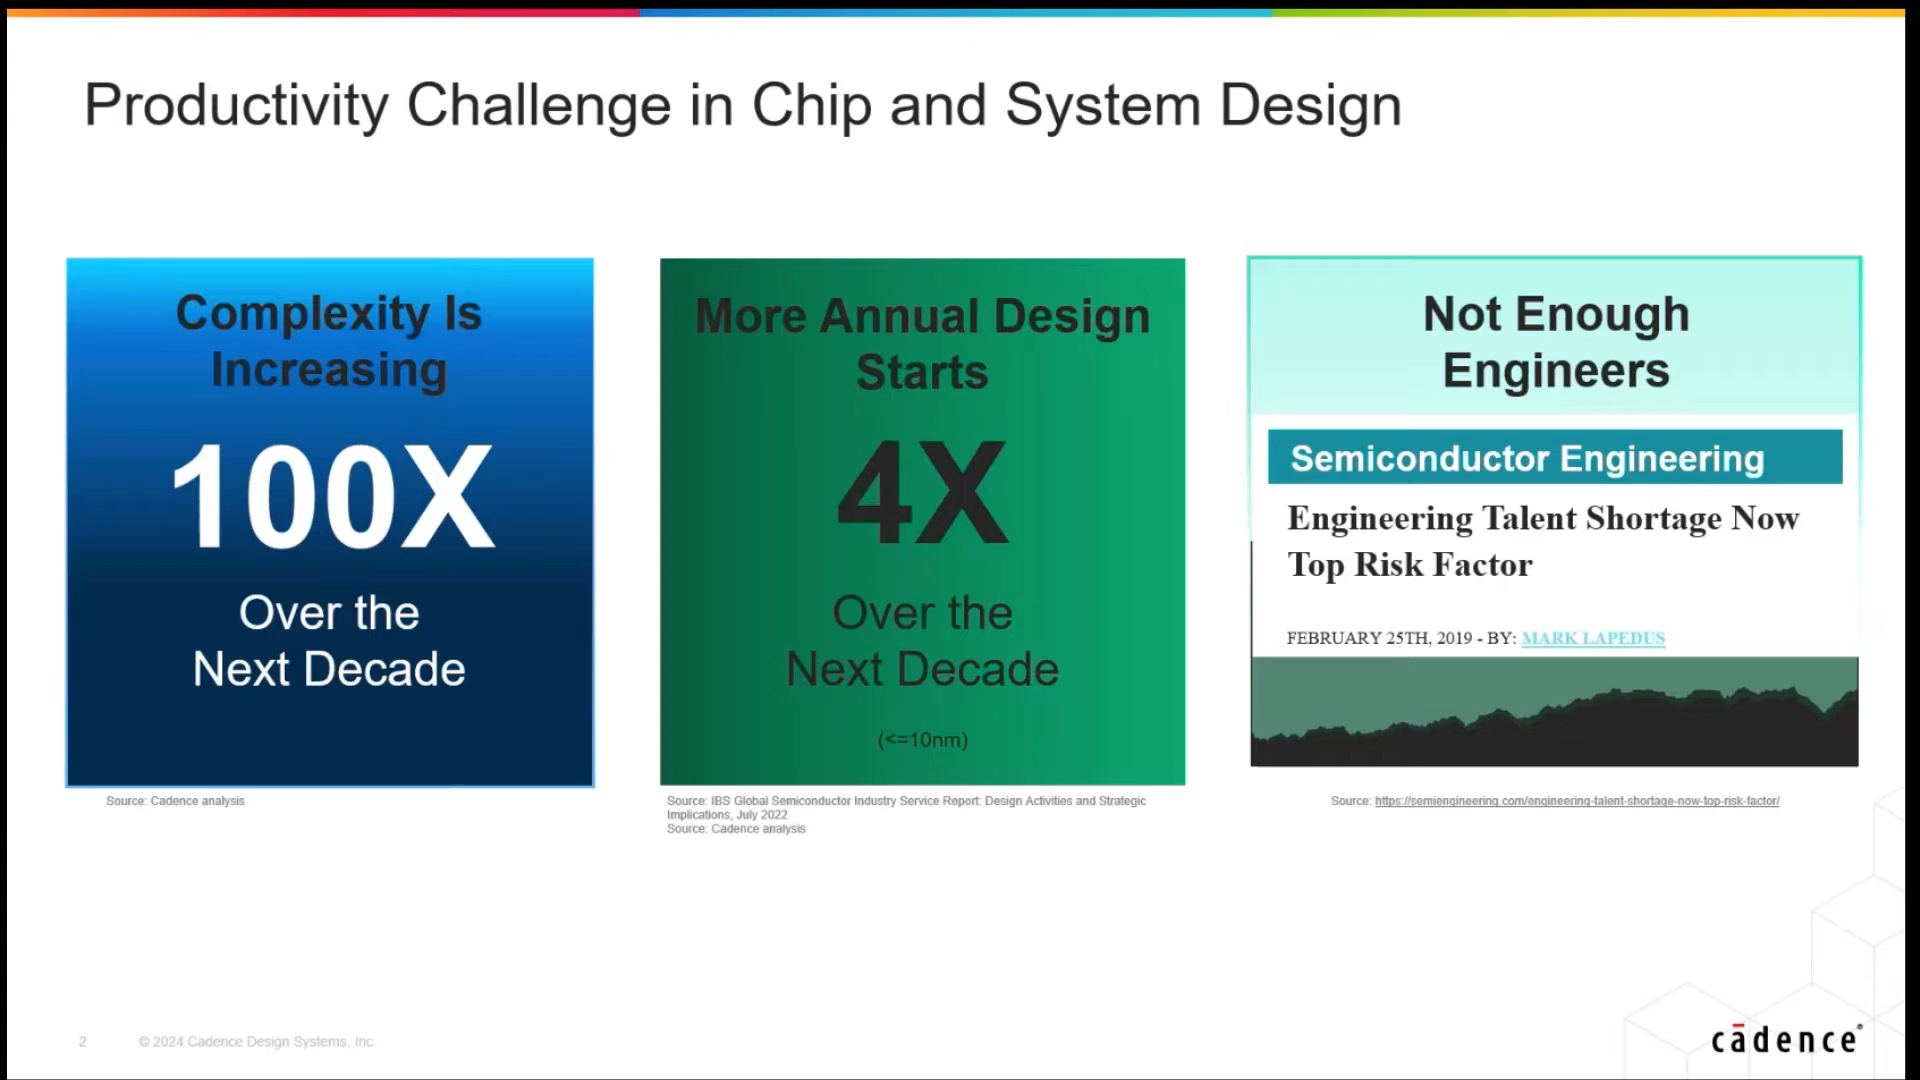 Productivity Challenge in Chip and System Design
Complexity Is
Increasing
100X
Over the
Next Decade
Source: Cadence analysis
More Annual Design
Starts
4X
Over the
Next Decade
(<=10nm)
Source: IBS Global Semiconductor Industry Service Report: Design Activities and Strategic
Implications, July 2022
Source: Cadence analysis
Not Enough
Engineers
Semiconductor Engineering
Engineering Talent Shortage Now
Top Risk Factor
FEBRUARY 25TH, 2019 - BY: MARK LAPEDUS
Source: https://semiengineering.com/engineering-talent-shortage-now-top-risk-factor/
2
© 2024 Cadence Design Systems, Inc.
cādence®